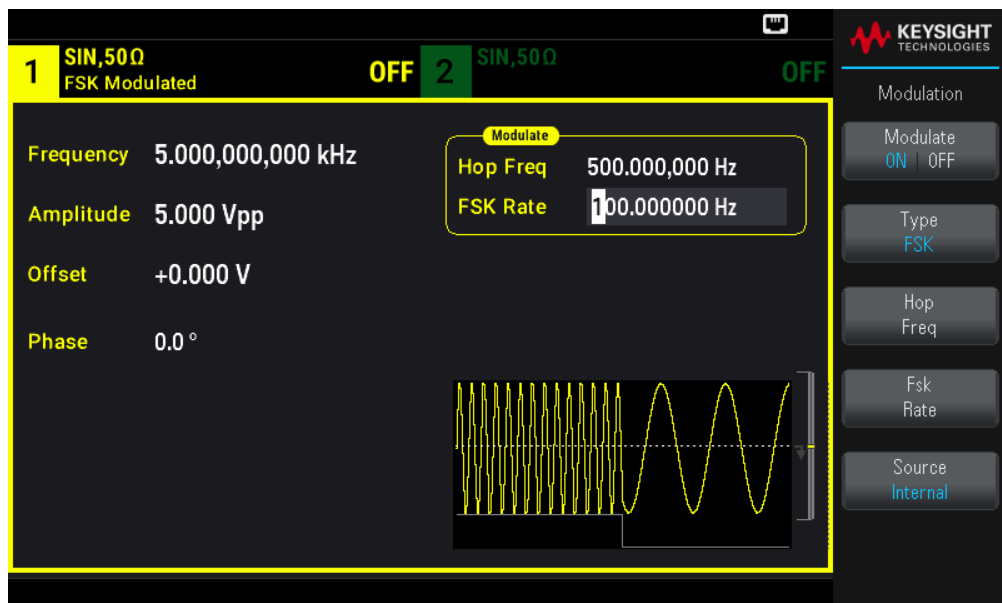 KEYSIGHT
TECHNOLOGIES
1 SIN,50Ω
FSK Modulated
OFF
2 SIN,50Ω
OFF
Modulation
Frequency 5.000,000,000 kHz
Amplitude 5.000 Vpp
Offset +0.000 V
Phase 0.0 °
Modulate
Hop Freq 500.000,000 Hz
FSK Rate 100.000000 Hz
Modulate
ON | OFF
Type
FSK
Hop
Freq
Fsk
Rate
Source
Internal